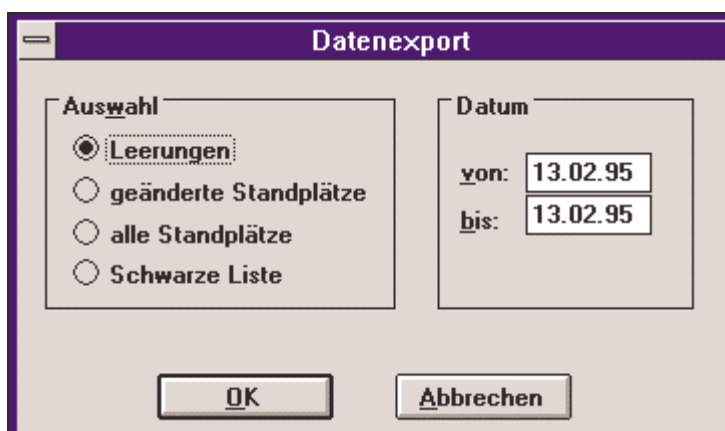 Datenexport
Auswahl
Leerungen
geänderte Standplätze
alle Standplätze
Schwarze Liste
Datum
von: 13.02.95
bis: 13.02.95
OK
Abbrechen